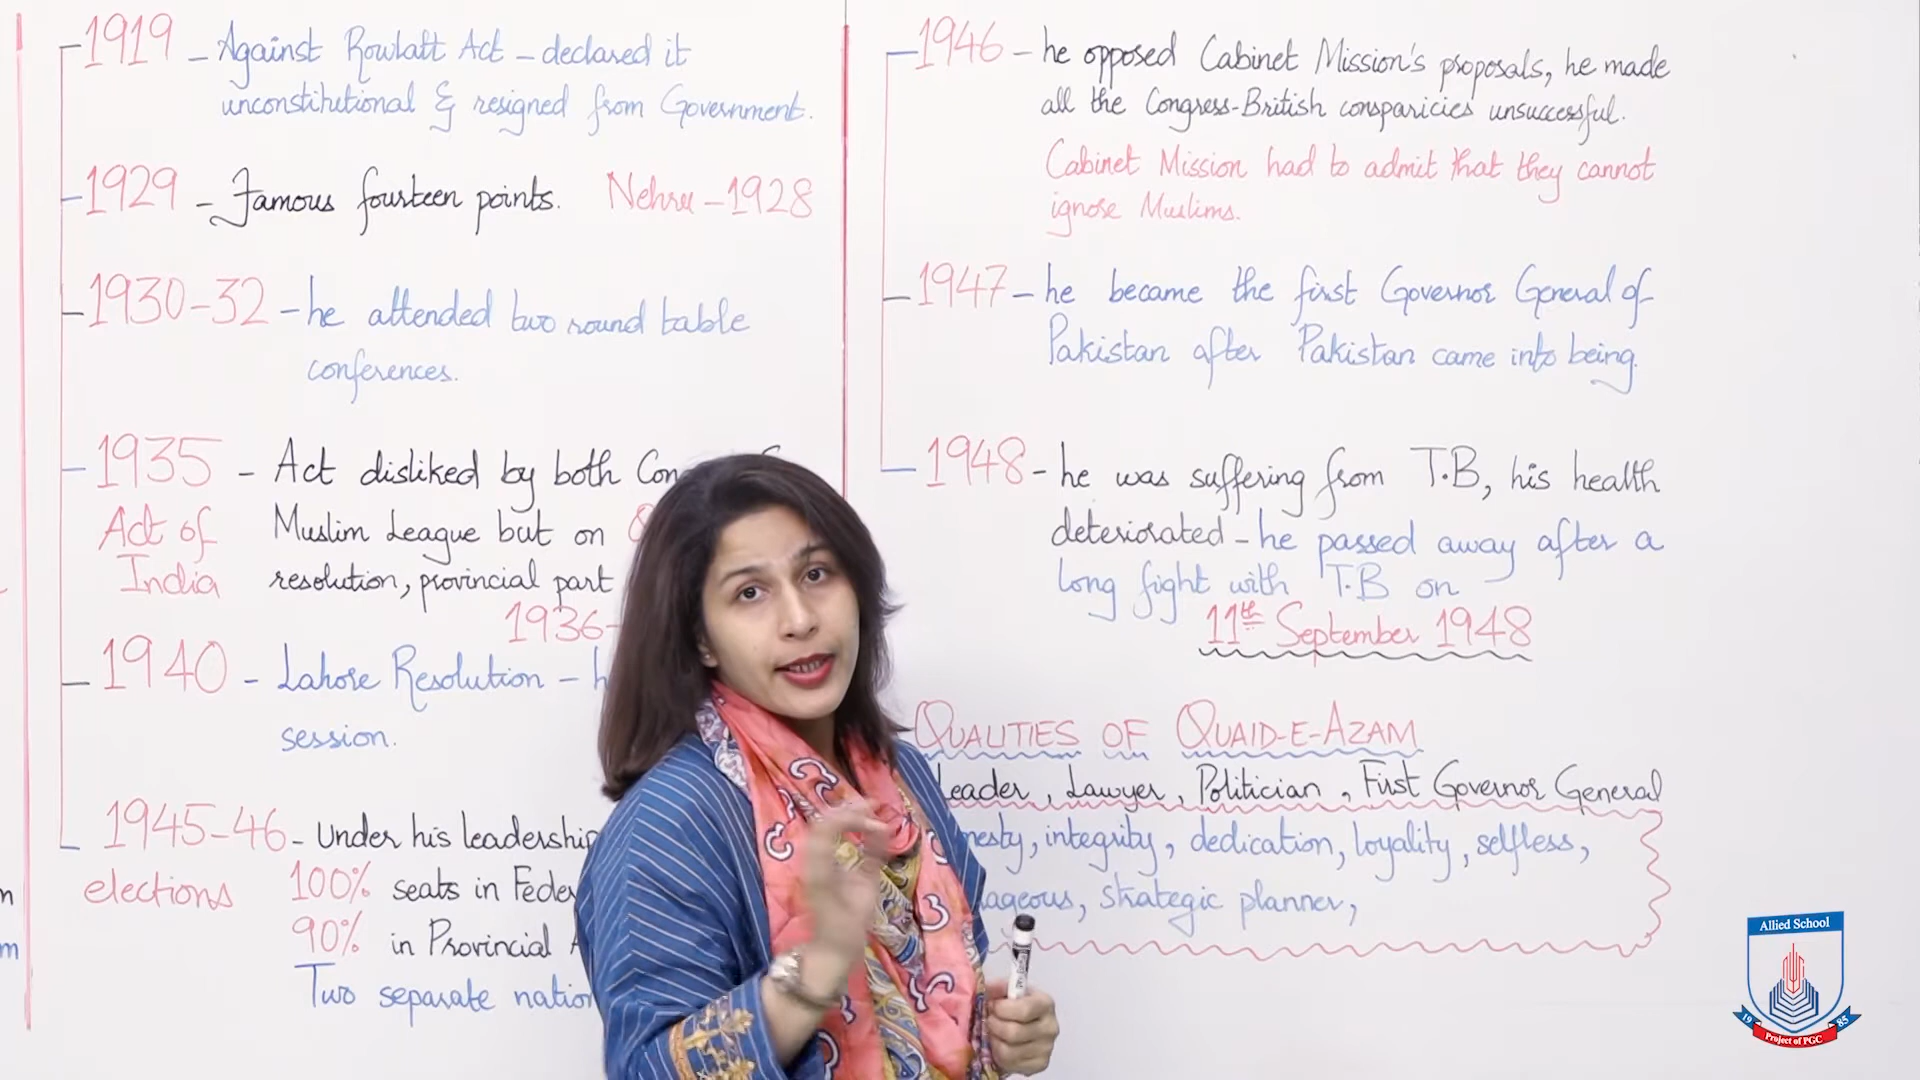 1919 - Against Rowlatt Act - declared it
unconstitutional & resigned from Government.
1929 - Famous fourteen points. Nehru - 1928
1930-32 - he attended two round table
conferences.
1935 - Act disliked by both
Act of Muslim League but on
India resolution, provincial part
1936-
1940 - Lahore Resolution -
session.
1945-46 - Under his leadership
elections 100% seats in
90% in Provincial
Two separate
1946 - he opposed Cabinet Mission's proposals, he made
all the Congress-British consparicies unsuccessful.
Cabinet Mission had to admit that they cannot
ignore Muslims.
1947 - he became the first Governor General of
Pakistan after Pakistan came into being.
1948 - he was suffering from T.B, his health
deteriorated - he passed away after a
long fight with T.B on
11th September 1948
QUALITIES OF QUAID-E-AZAM
Leader, Lawyer, Politician, First Governor General
integrity, dedication, loyality, selfless,
strategic planner,
Allied School
1985
Project of PGC